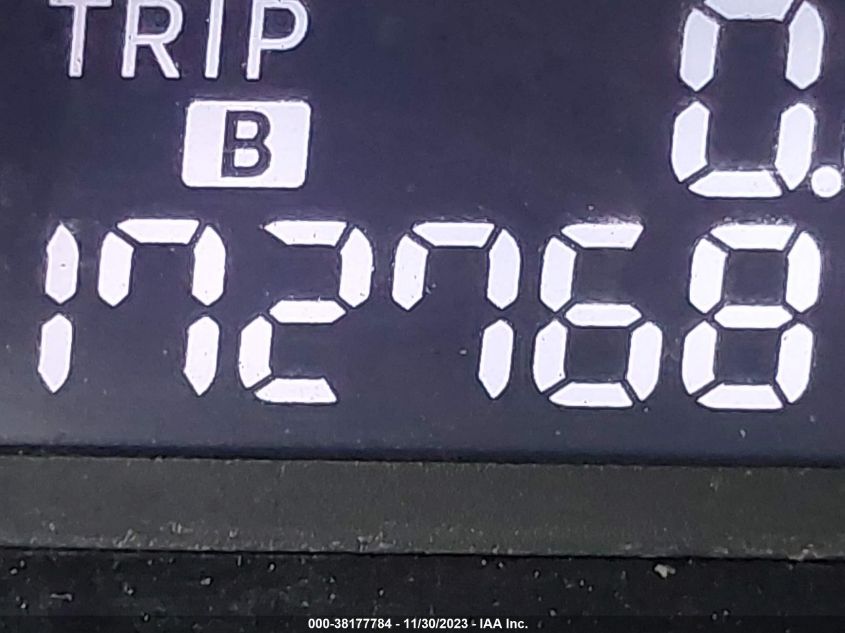 TRIP 0.
B
172768
000-38177784 - 11/30/2023 - IAA Inc.